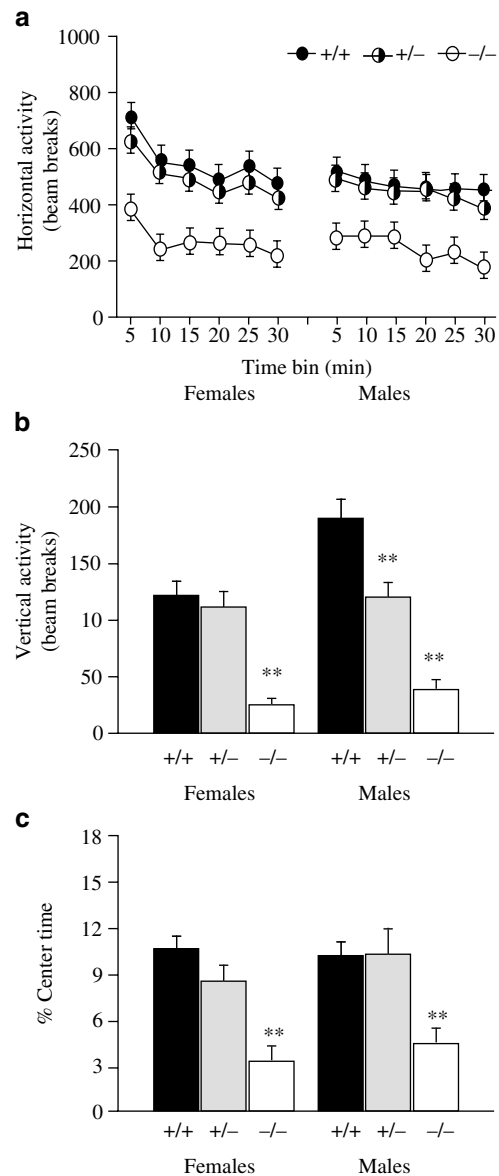 a
1000
800
600
400
200
0
Horizontal activity
(beam breaks)
+/+ +/– –/–
5 10 15 20 25 30 5 10 15 20 25 30
Time bin (min)
Females Males
b
250
200
150
10
50
0
Vertical activity
(beam breaks)
**
**
**
+/+ +/– –/– +/+ +/– –/–
Females Males
c
18
15
12
9
6
3
0
% Center time
**
**
+/+ +/– –/– +/+ +/– –/–
Females Males